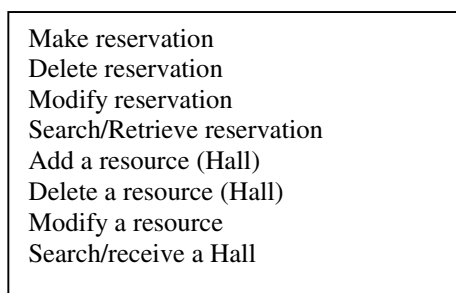 Make reservation
Delete reservation
Modify reservation
Search/Retrieve reservation
Add a resource (Hall)
Delete a resource (Hall)
Modify a resource
Search/receive a Hall